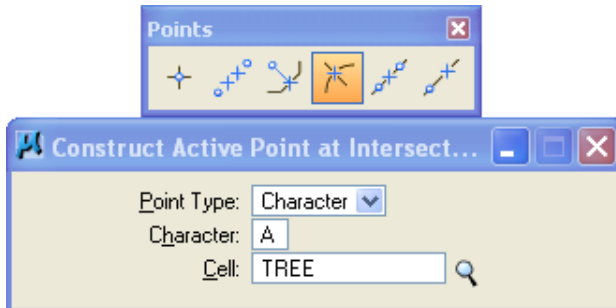 Points
Construct Active Point at Intersect...
Point Type: Character
Character: A
Cell: TREE